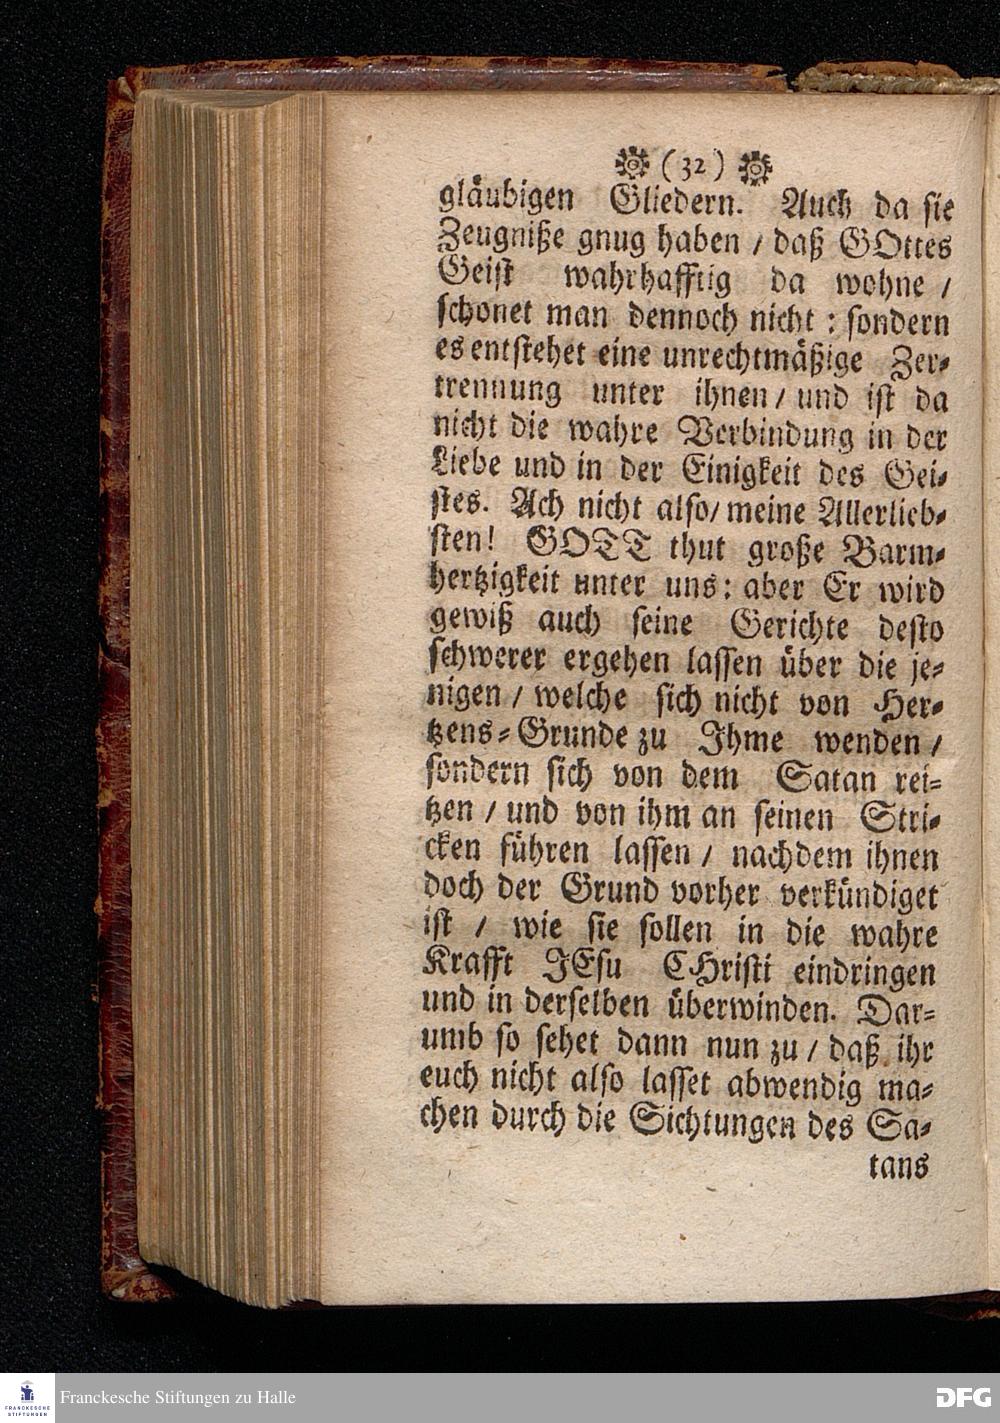 (32)
gläubigen Gliedern. Auch da sie
Zeugniße gnug haben / daß GOttes
Geist wahrhafftig da wohne /
schonet man dennoch nicht : sondern
es entstehet eine unrechtmäßige Zer-
trennung unter ihnen / und ist da
nicht die wahre Verbindung in der
Liebe und in der Einigkeit des Gei-
stes. Ach nicht also/ meine Allerlieb-
sten! GOTT thut große Barm-
hertzigkeit unter uns: aber Er wird
gewiß auch seine Gerichte desto
schwerer ergehen lassen über die je-
nigen / welche sich nicht von Her-
tzens-Grunde zu Ihme wenden /
sondern sich von dem Satan rei-
tzen / und von ihm an seinen Stri-
cken führen lassen / nachdem ihnen
doch der Grund vorher verkündiget
ist / wie sie sollen in die wahre
Krafft JEsu CHristi eindringen
und in derselben überwinden. Dar-
umb so sehet dann nun zu / daß ihr
euch nicht also lasset abwendig ma-
chen durch die Sichtungen des Sa-
tans
FRANCKESCHE
STIFTUNGEN
Franckesche Stiftungen zu Halle
DFG